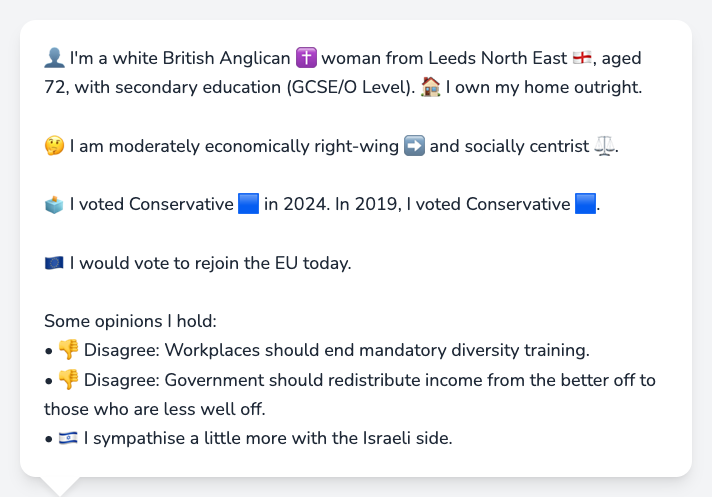 👤 I'm a white British Anglican ✝️ woman from Leeds North East 🏴󠁧󠁢󠁥󠁮󠁧󠁿, aged
72, with secondary education (GCSE/O Level). 🏠 I own my home outright.
🤔 I am moderately economically right-wing ➡️ and socially centrist ⚖️.
🗳️ I voted Conservative 🟦 in 2024. In 2019, I voted Conservative 🟦.
🇪🇺 I would vote to rejoin the EU today.
Some opinions I hold:
• 👎 Disagree: Workplaces should end mandatory diversity training.
• 👎 Disagree: Government should redistribute income from the better off to
those who are less well off.
• 🇮🇱 I sympathise a little more with the Israeli side.